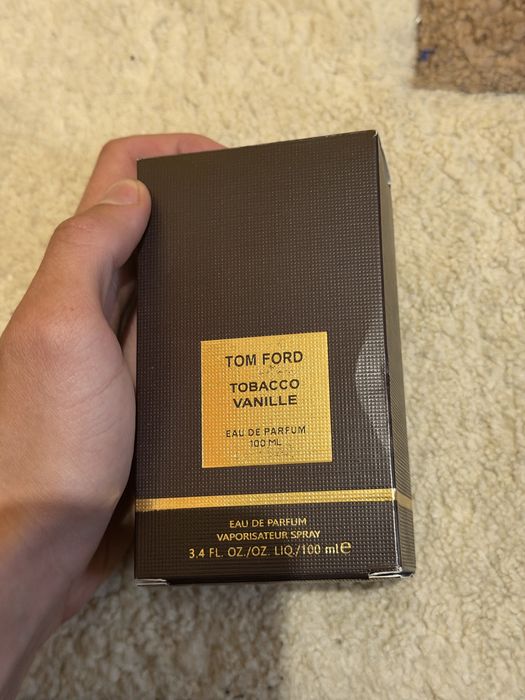 TOM FORD
TOBACCO
VANILLE
EAU DE PARFUM
100 ML
EAU DE PARFUM
VAPORISATEUR SPRAY
3.4 FL. OZ./OZ. LIQ./100 ml℮